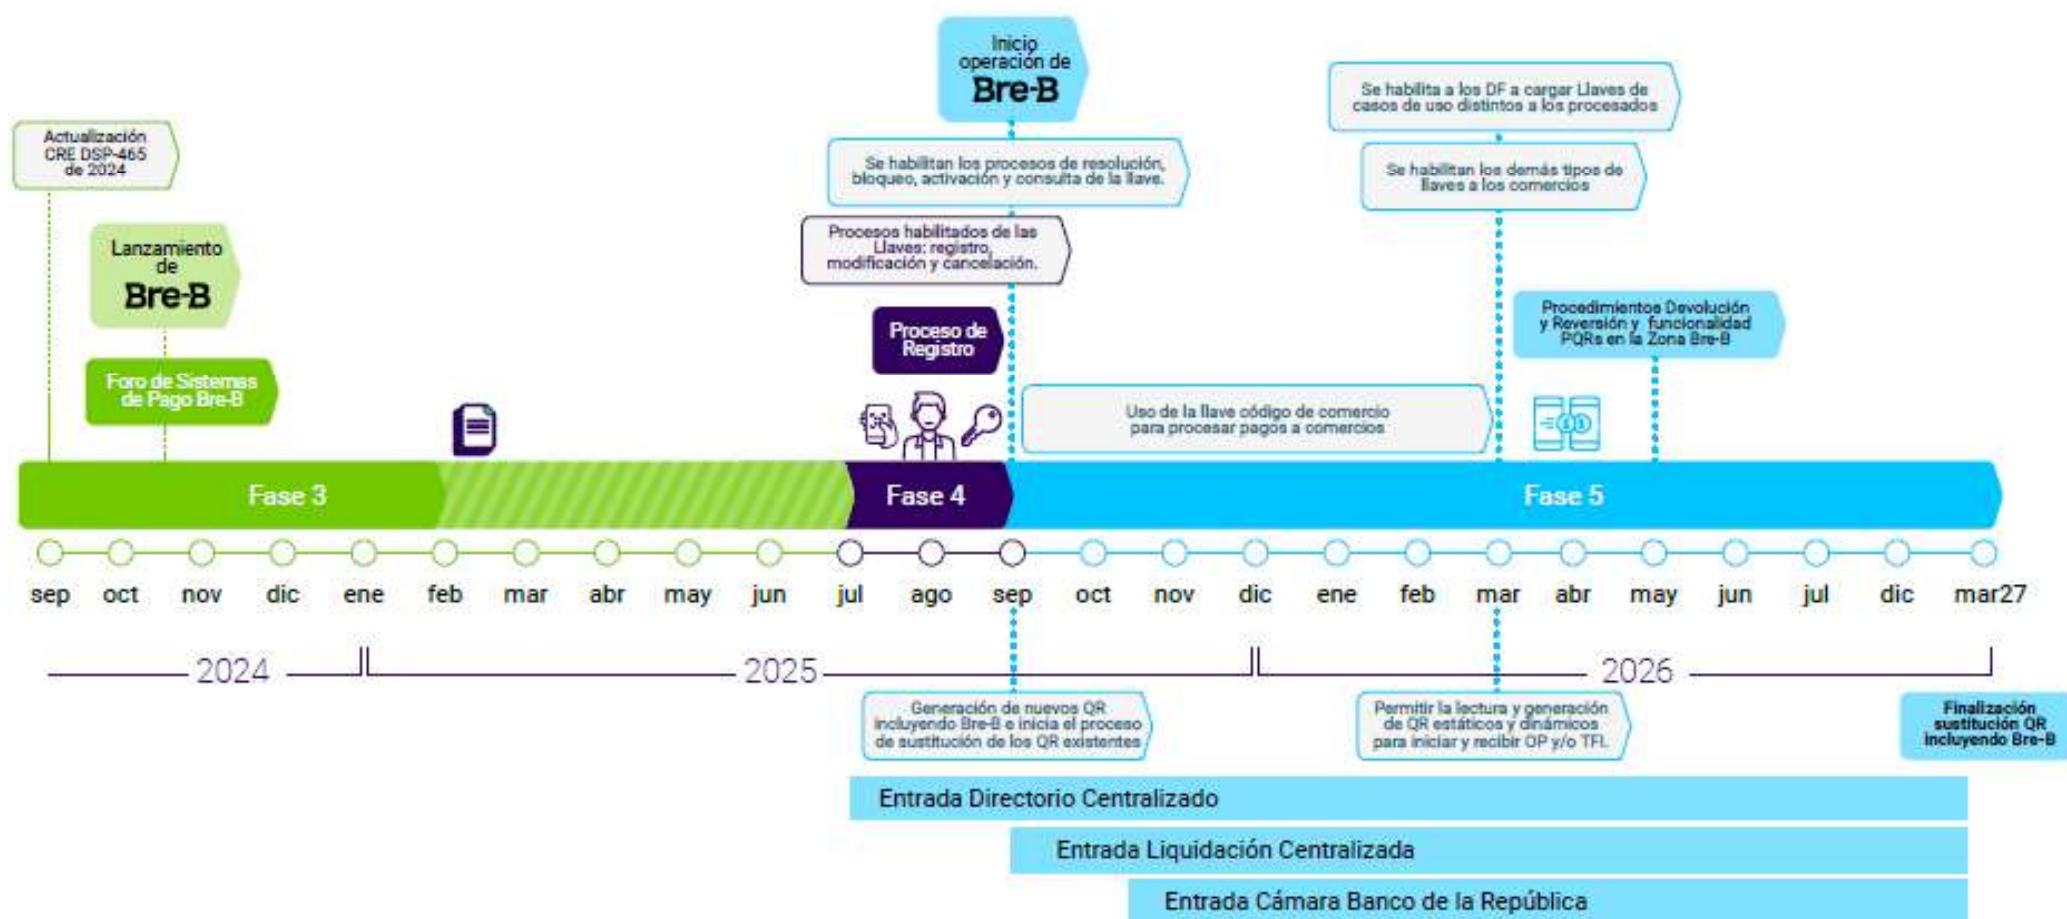 Inicio
operación de
Bre-B
Se habilita a los DF a cargar Llaves de
casos de uso distintos a los procesados
Actualización
CRE DSP-465
de 2024
Se habilitan los procesos de resolución,
bloqueo, activación y consulta de la llave.
Se habilitan los demás tipos de
llaves a los comercios
Lanzamiento
de
Bre-B
Procesos habilitados de las
Llaves: registro,
modificación y cancelación.
Proceso de
Registro
Procedimientos Devolución
y Reversión y funcionalidad
PQRs en la Zona Bre-B
Foro de Sistemas
de Pago Bre-B
Uso de la llave código de comercio
para procesar pagos a comercios
Fase 3
Fase 4
Fase 5
sep oct nov dic ene feb mar abr may jun jul ago sep oct nov dic ene feb mar abr may jun jul dic mar27
2024
2025
2026
Generación de nuevos QR
incluyendo Bre-B e inicia el proceso
de sustitución de los QR existentes
Permitir la lectura y generación
de QR estáticos y dinámicos
para iniciar y recibir OP y/o TFI.
Finalización
sustitución QR
incluyendo Bre-B
Entrada Directorio Centralizado
Entrada Liquidación Centralizada
Entrada Cámara Banco de la República